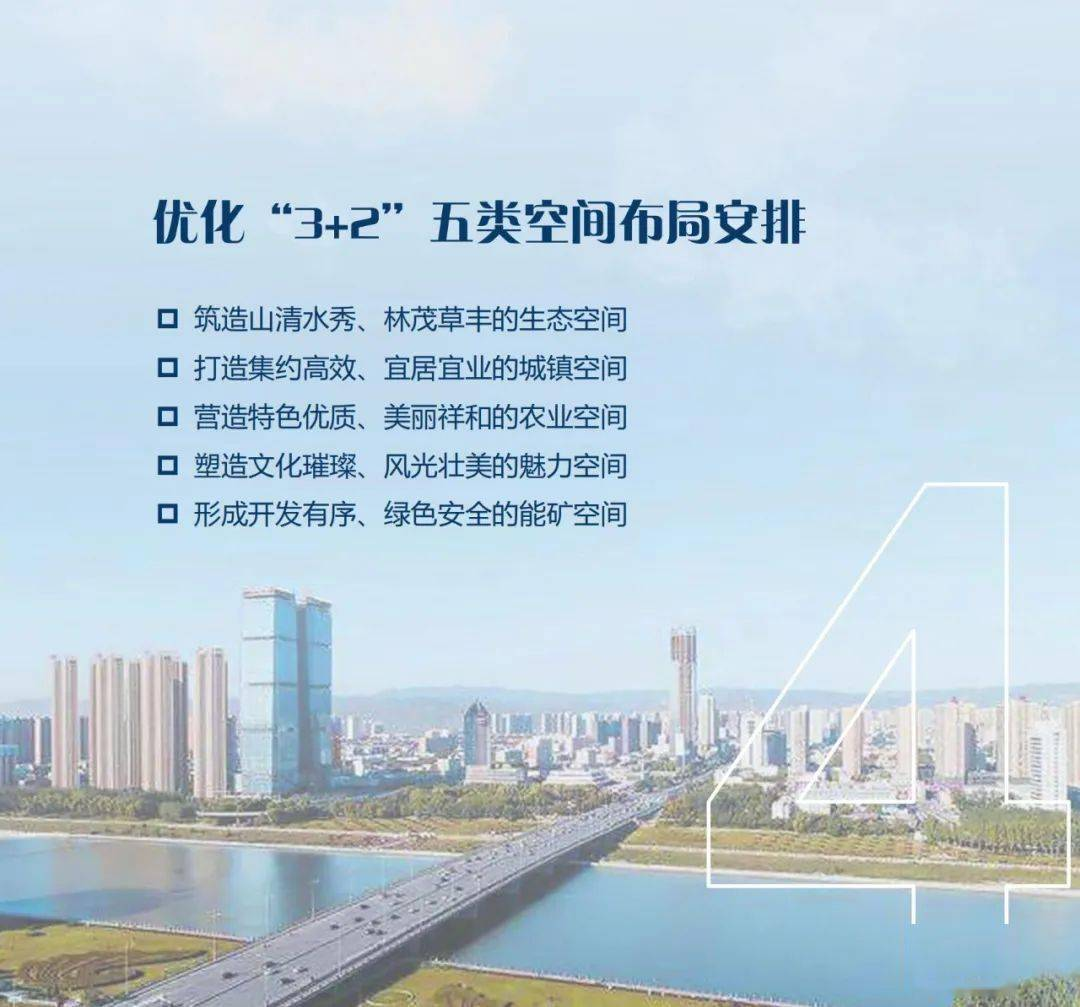 优化“3+2”五类空间布局安排
筑造山清水秀、林茂草丰的生态空间
打造集约高效、宜居宜业的城镇空间
营造特色优质、美丽祥和的农业空间
塑造文化璀璨、风光壮美的魅力空间
形成开发有序、绿色安全的能矿空间
4